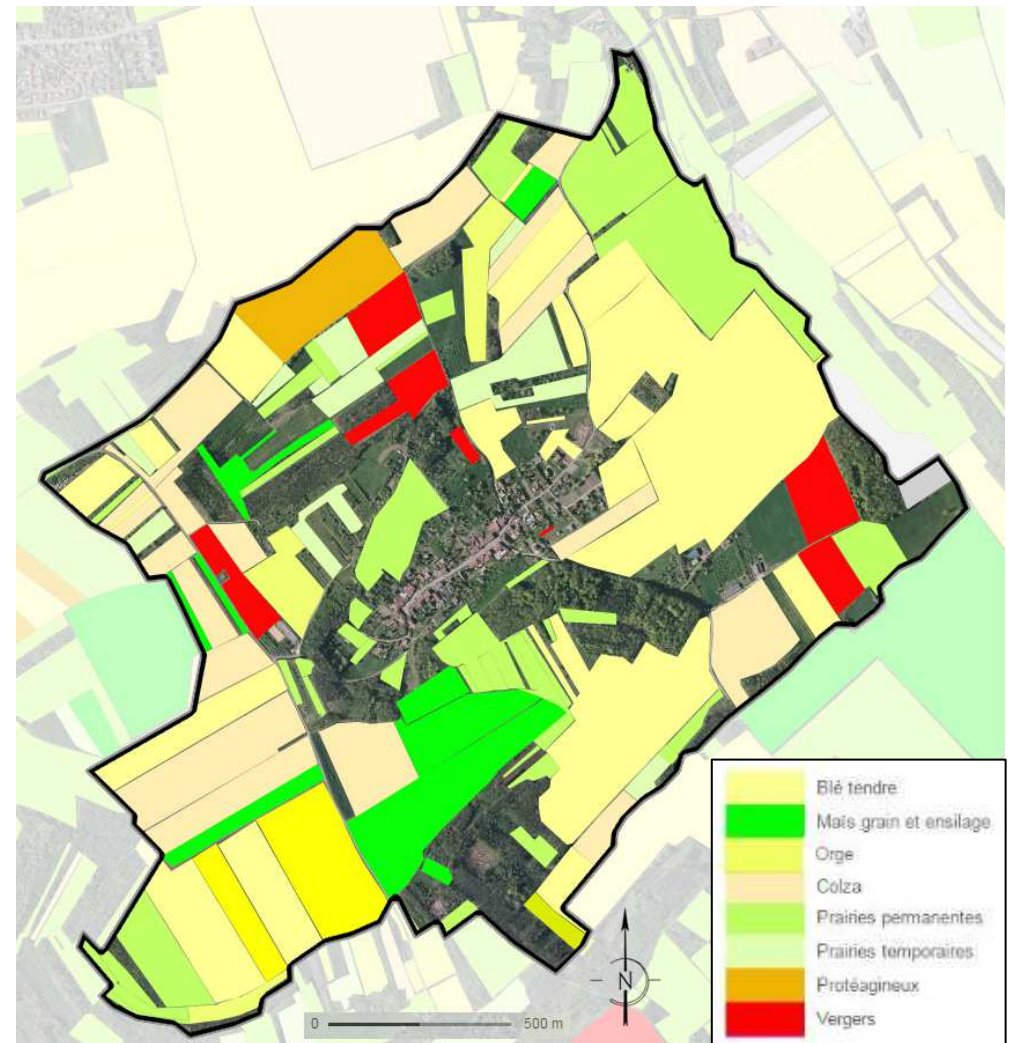 Blé tendre
Maïs grain et ensilage
Orge
Colza
Prairies permanentes
Prairies temporaires
Protéagineux
Vergers
N
0 500 m